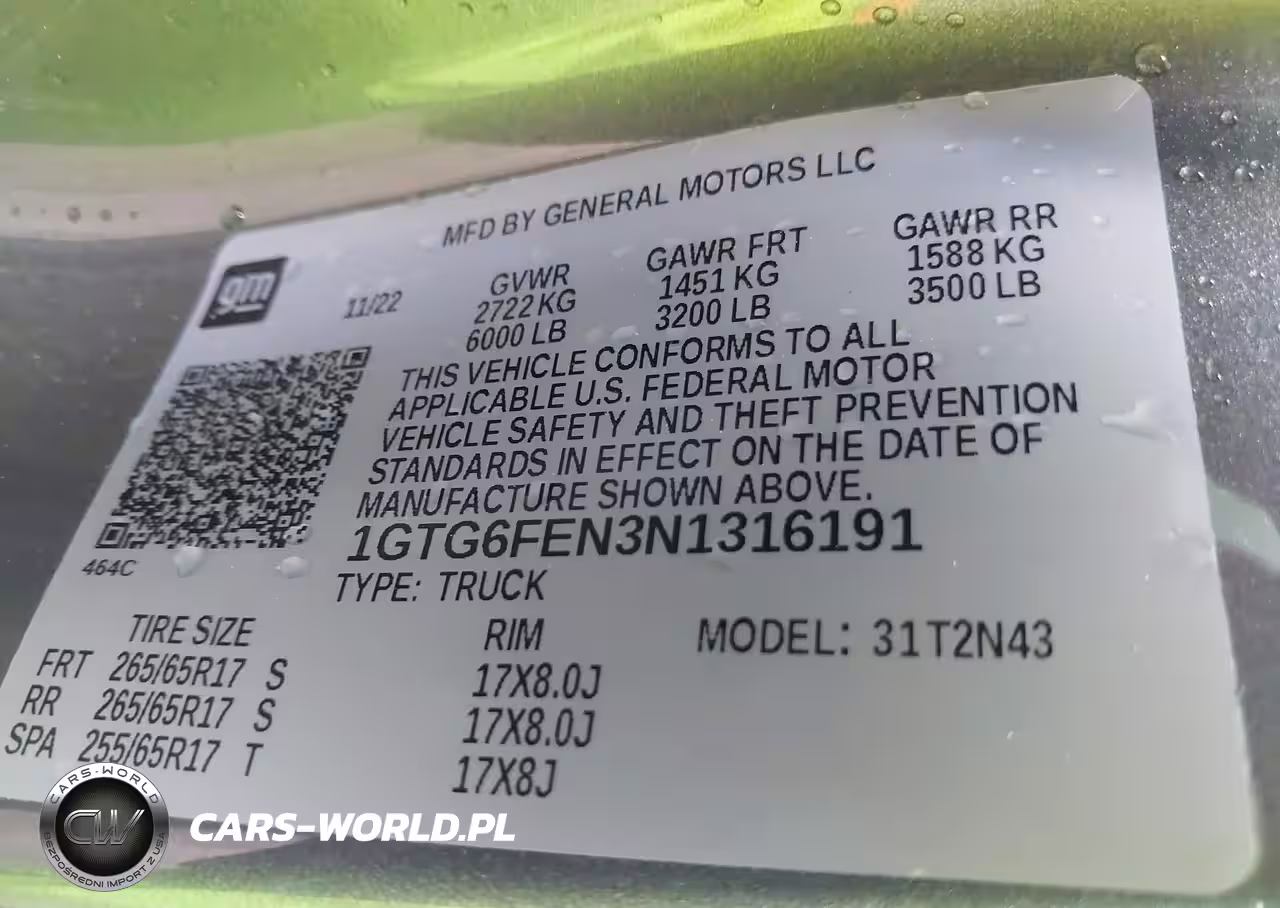 MFD BY GENERAL MOTORS LLC
gm
11/22
GVWR GAWR FRT GAWR RR
2722 KG 1451 KG 1588 KG
6000 LB 3200 LB 3500 LB
THIS VEHICLE CONFORMS TO ALL
APPLICABLE U.S. FEDERAL MOTOR
VEHICLE SAFETY AND THEFT PREVENTION
STANDARDS IN EFFECT ON THE DATE OF
MANUFACTURE SHOWN ABOVE.
1GTG6FEN3N1316191
464C
TYPE: TRUCK
TIRE SIZE RIM MODEL: 31T2N43
FRT 265/65R17 S 17X8.0J
RR 265/65R17 S 17X8.0J
SPA 255/65R17 T 17X8J
CARS-WORLD
CW
BEZPOŚREDNI IMPORT Z USA
CARS-WORLD.PL